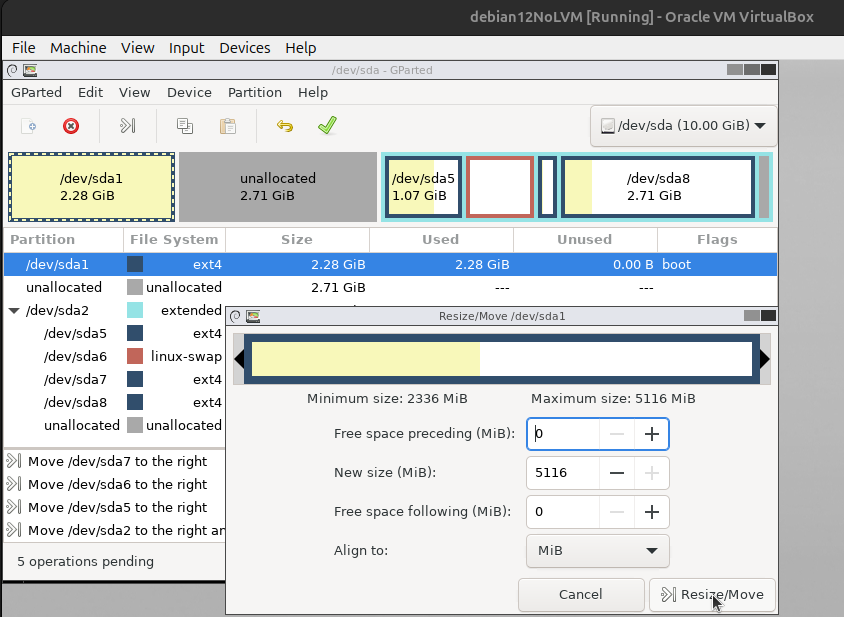 debian12NoLVM [Running] - Oracle VM VirtualBox
File Machine View Input Devices Help
/dev/sda - GParted
GParted Edit View Device Partition Help
/dev/sda (10.00 GiB)
/dev/sda1
2.28 GiB
unallocated
2.71 GiB
/dev/sda5
1.07 GiB
/dev/sda8
2.71 GiB
Partition File System Size Used Unused Flags
/dev/sda1 ext4 2.28 GiB 2.28 GiB 0.00 B boot
unallocated unallocated 2.71 GiB --- ---
/dev/sda2 extended
/dev/sda5 ext4
/dev/sda6 linux-swap
/dev/sda7 ext4
/dev/sda8 ext4
unallocated unallocated
Move /dev/sda7 to the right
Move /dev/sda6 to the right
Move /dev/sda5 to the right
Move /dev/sda2 to the right an
5 operations pending
Resize/Move /dev/sda1
Minimum size: 2336 MiB Maximum size: 5116 MiB
Free space preceding (MiB): 0
New size (MiB): 5116
Free space following (MiB): 0
Align to: MiB
Cancel Resize/Move